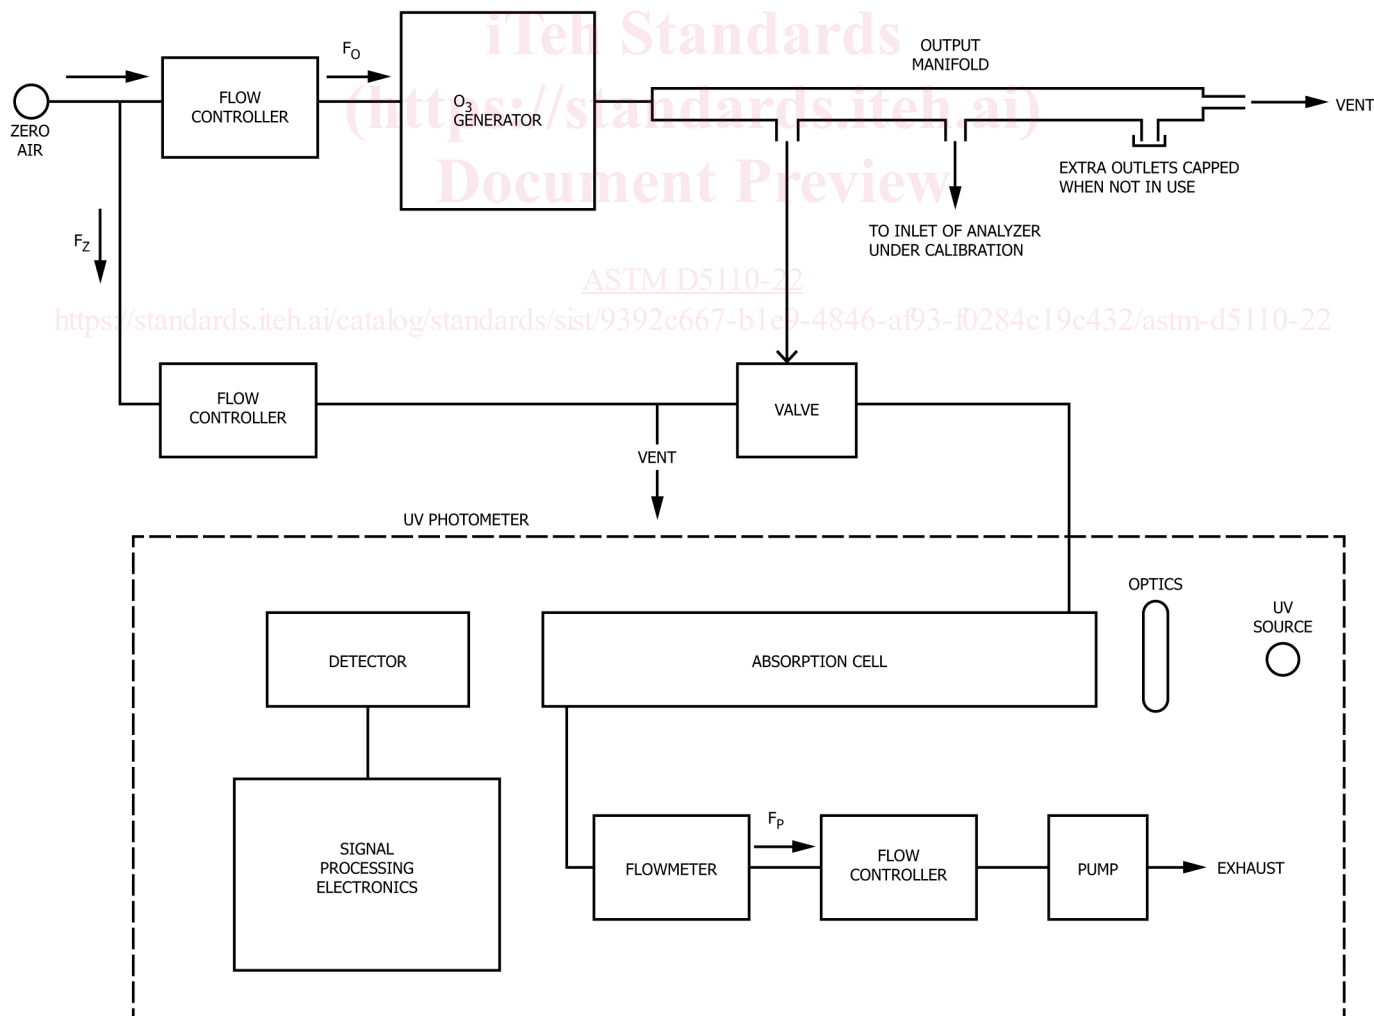 iTeh Standards
(https://standards.iteh.ai)
Document Preview
ASTM D5110-22
https://standards.iteh.ai/catalog/standards/sist/9392c667-b1e9-4846-af93-f0284c19c432/astm-d5110-22
ZERO
AIR
FLOW
CONTROLLER
FO
O3
GENERATOR
OUTPUT
MANIFOLD
VENT
EXTRA OUTLETS CAPPED
WHEN NOT IN USE
TO INLET OF ANALYZER
UNDER CALIBRATION
FZ
FLOW
CONTROLLER
VALVE
VENT
UV PHOTOMETER
OPTICS
UV
SOURCE
DETECTOR
ABSORPTION CELL
SIGNAL
PROCESSING
ELECTRONICS
FLOWMETER
FP
FLOW
CONTROLLER
PUMP
EXHAUST